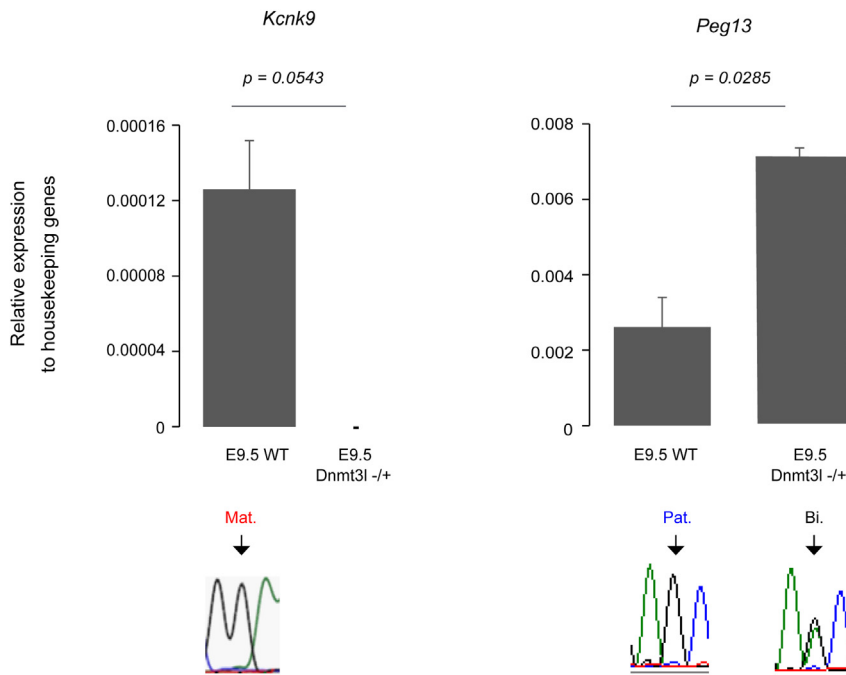 Kcnk9
Peg13
p = 0.0543
p = 0.0285
Relative expression
to housekeeping genes
0.00016
0.00012
0.00008
0.00004
0
0.008
0.006
0.004
0.002
0
E9.5 WT
E9.5
Dnmt3l -/+
E9.5 WT
E9.5
Dnmt3l -/+
Mat.
Pat.
Bi.